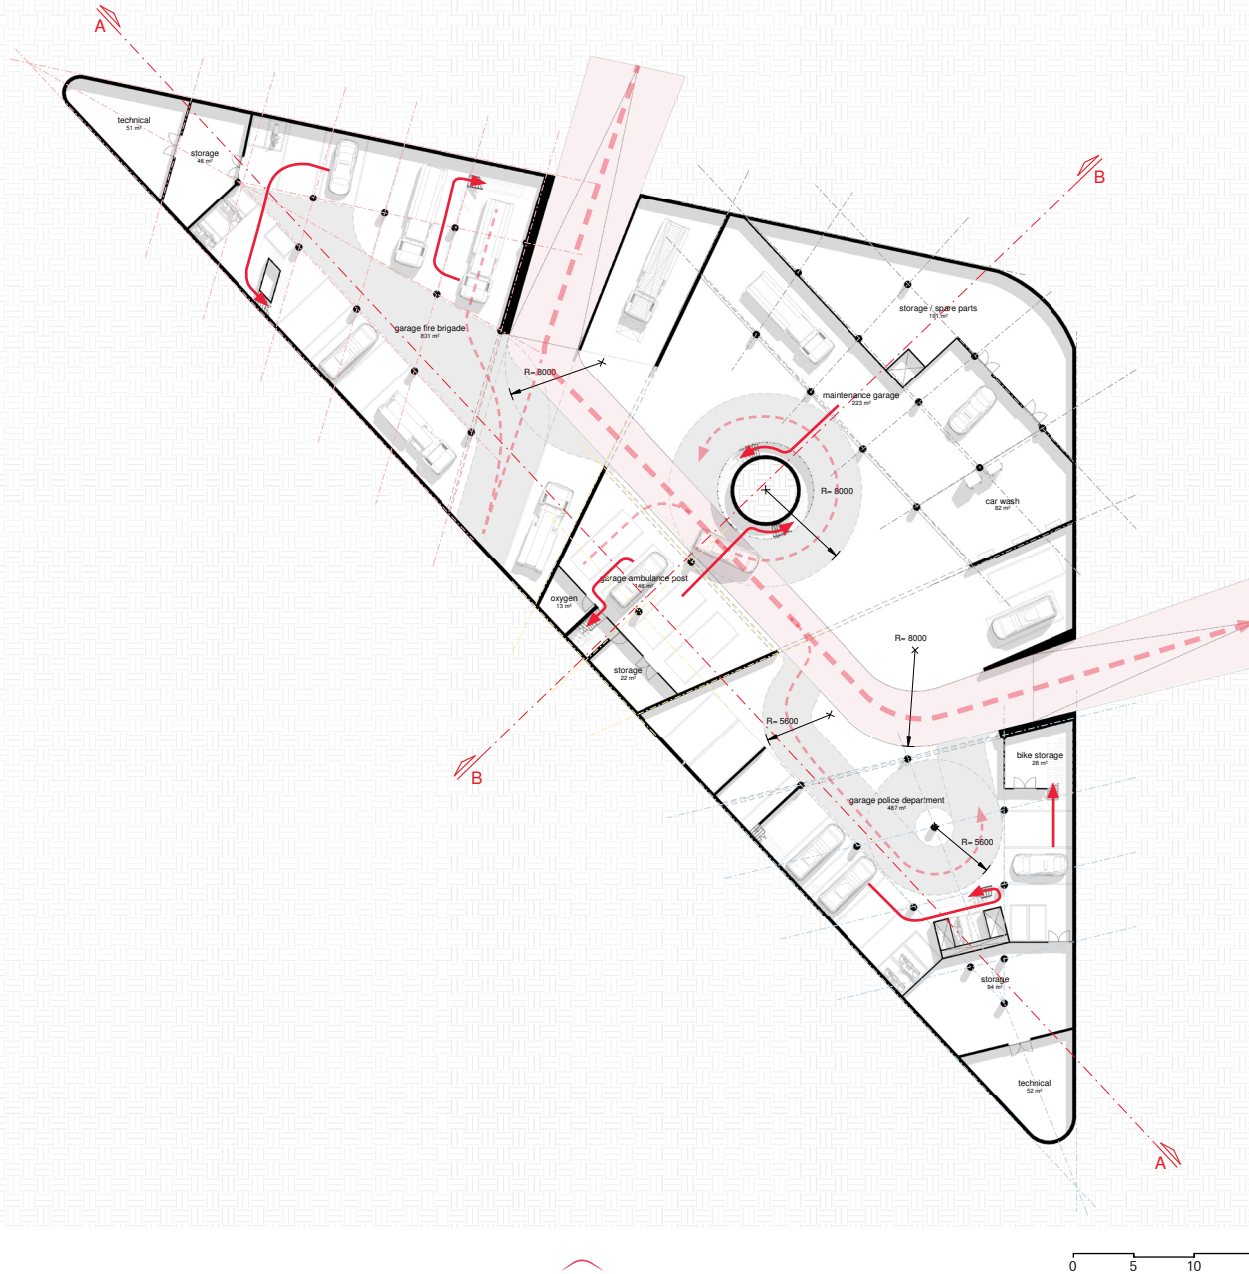 A
technical
51 m²
storage
46 m²
B
storage / spare parts
garage fire brigade
R= 8000
maintenance garage
223 m²
R= 8000
car wash
82 m²
garage ambulance post
146 m²
oxygen
13 m²
R= 8000
storage
22 m²
R= 5600
bike storage
28 m²
B
garage police department
487 m²
R= 5600
storage
94 m²
technical
52 m²
A
0 5 10